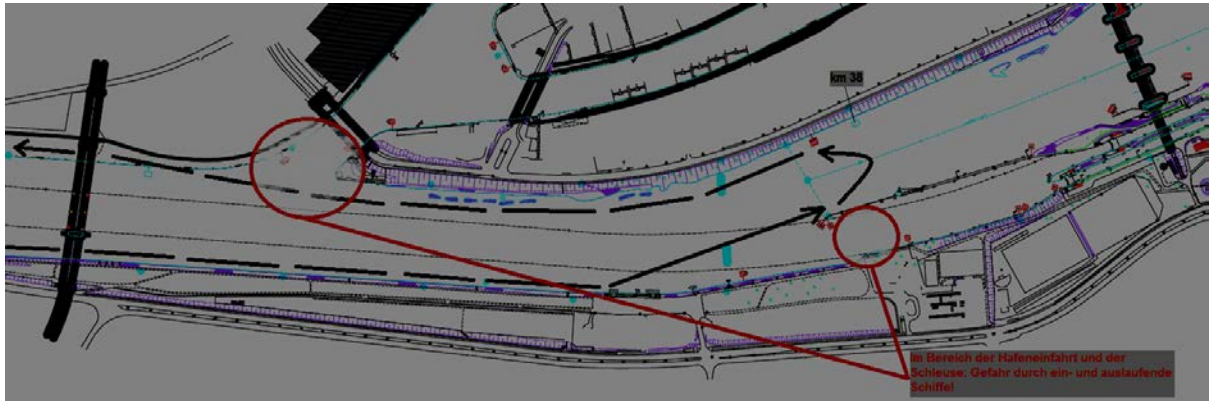 km 38
Im Bereich der Hafeneinfahrt und der
Schleuse: Gefahr durch ein- und auslaufende
Schiffe!